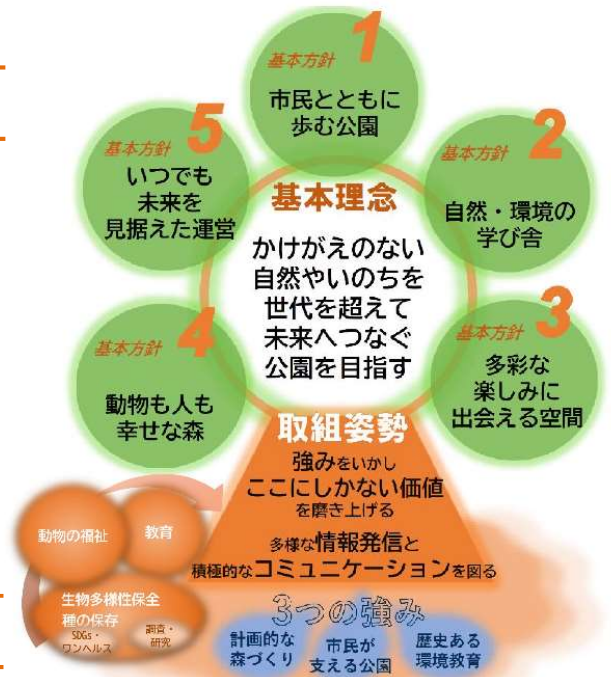 基本方針 1
市民とともに
歩む公園
基本方針 2
自然・環境の
学び舎
基本方針 3
多彩な
楽しみに
出会える空間
基本方針 4
動物も人も
幸せな森
基本方針 5
いつでも
未来を
見据えた運営
基本理念
かけがえのない
自然やいのちを
世代を超えて
未来へつなぐ
公園を目指す
取組姿勢
強みをいかし
ここにしかない価値
を磨き上げる
多様な情報発信と
積極的なコミュニケーションを図る
動物の福祉
教育
生物多様性保全
種の保存
SDGs・
ワンヘルス
調査・
研究
3つの強み
計画的な
森づくり
市民が
支える公園
歴史ある
環境教育